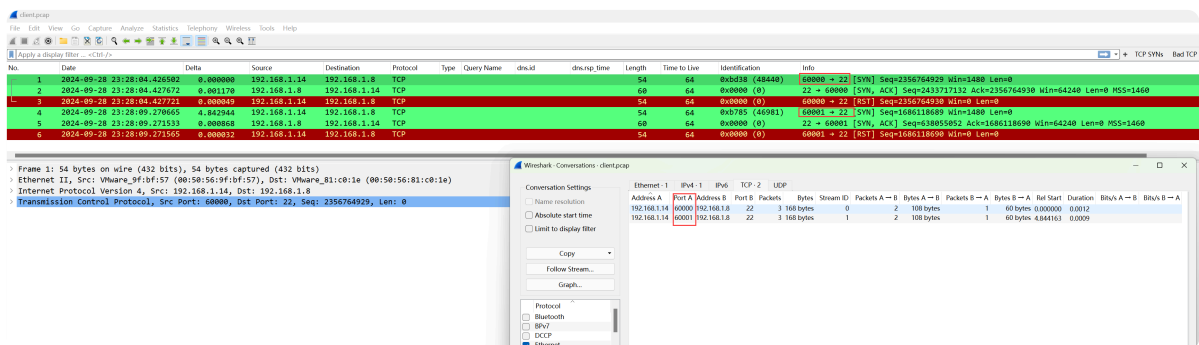 client.pcap
File Edit View Go Capture Analyze Statistics Telephony Wireless Tools Help
Apply a display filter ... <Ctrl-/> + TCP SYNs Bad TCP
No. Date Delta Source Destination Protocol Type Query Name dns.id dns.rsp_time Length Time to Live Identification Info
1 2024-09-28 23:28:04.426502 0.000000 192.168.1.14 192.168.1.8 TCP 54 64 0xbd38 (48440) 60000 → 22 [SYN] Seq=2356764929 Win=1480 Len=0
2 2024-09-28 23:28:04.427672 0.001170 192.168.1.8 192.168.1.14 TCP 60 64 0x0000 (0) 22 → 60000 [SYN, ACK] Seq=2433717132 Ack=2356764930 Win=64240 Len=0 MSS=1460
3 2024-09-28 23:28:04.427721 0.000049 192.168.1.14 192.168.1.8 TCP 54 64 0x0000 (0) 60000 → 22 [RST] Seq=2356764930 Win=0 Len=0
4 2024-09-28 23:28:09.270665 4.842944 192.168.1.14 192.168.1.8 TCP 54 64 0xb785 (46981) 60001 → 22 [SYN] Seq=1686118689 Win=1480 Len=0
5 2024-09-28 23:28:09.271533 0.000868 192.168.1.8 192.168.1.14 TCP 60 64 0x0000 (0) 22 → 60001 [SYN, ACK] Seq=638055052 Ack=1686118690 Win=64240 Len=0 MSS=1460
6 2024-09-28 23:28:09.271565 0.000032 192.168.1.14 192.168.1.8 TCP 54 64 0x0000 (0) 60001 → 22 [RST] Seq=1686118690 Win=0 Len=0
Frame 1: 54 bytes on wire (432 bits), 54 bytes captured (432 bits)
Ethernet II, Src: VMware_9f:bf:57 (00:50:56:9f:bf:57), Dst: VMware_81:c0:1e (00:50:56:81:c0:1e)
Internet Protocol Version 4, Src: 192.168.1.14, Dst: 192.168.1.8
Transmission Control Protocol, Src Port: 60000, Dst Port: 22, Seq: 2356764929, Len: 0
Wireshark · Conversations · client.pcap
Conversation Settings
Name resolution
Absolute start time
Limit to display filter
Copy
Follow Stream...
Graph...
Protocol
Bluetooth
BPv7
DCCP
Ethernet
Ethernet · 1 IPv4 · 1 IPv6 TCP · 2 UDP
Address A Port A Address B Port B Packets Bytes Stream ID Packets A → B Bytes A → B Packets B → A Bytes B → A Rel Start Duration Bits/s A → B Bits/s B → A
192.168.1.14 60000 192.168.1.8 22 3 168 bytes 0 2 108 bytes 1 60 bytes 0.000000 0.0012
192.168.1.14 60001 192.168.1.8 22 3 168 bytes 1 2 108 bytes 1 60 bytes 4.844163 0.0009